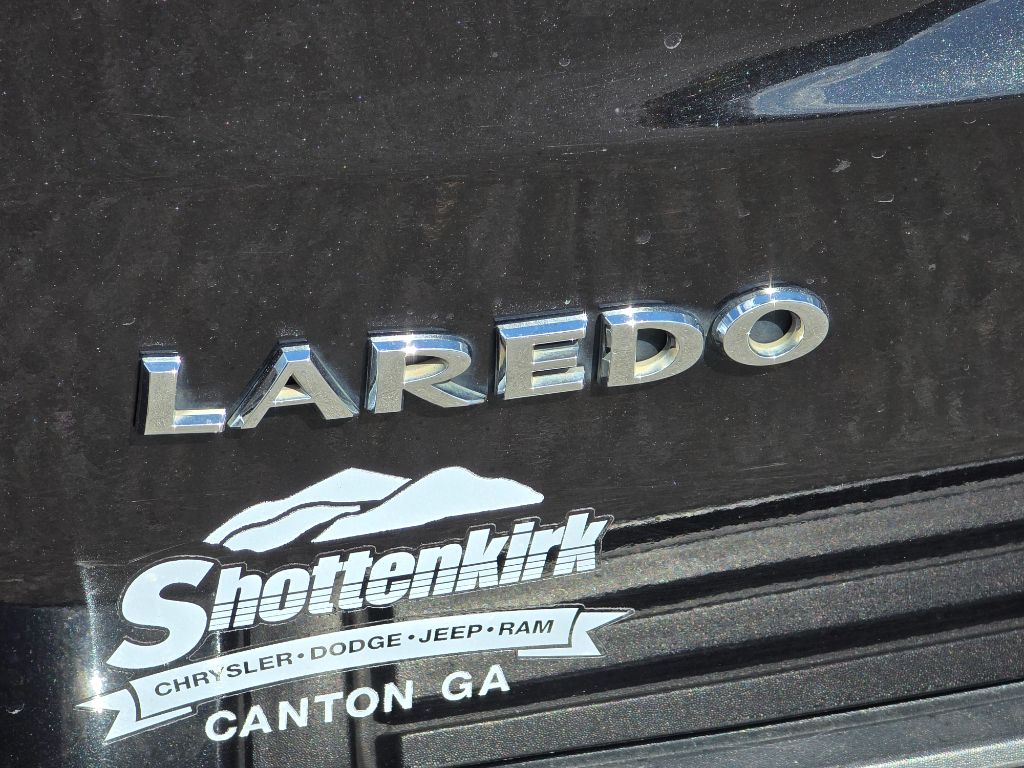 LAREDO
Shottenkirk
CHRYSLER • DODGE • JEEP • RAM
CANTON GA